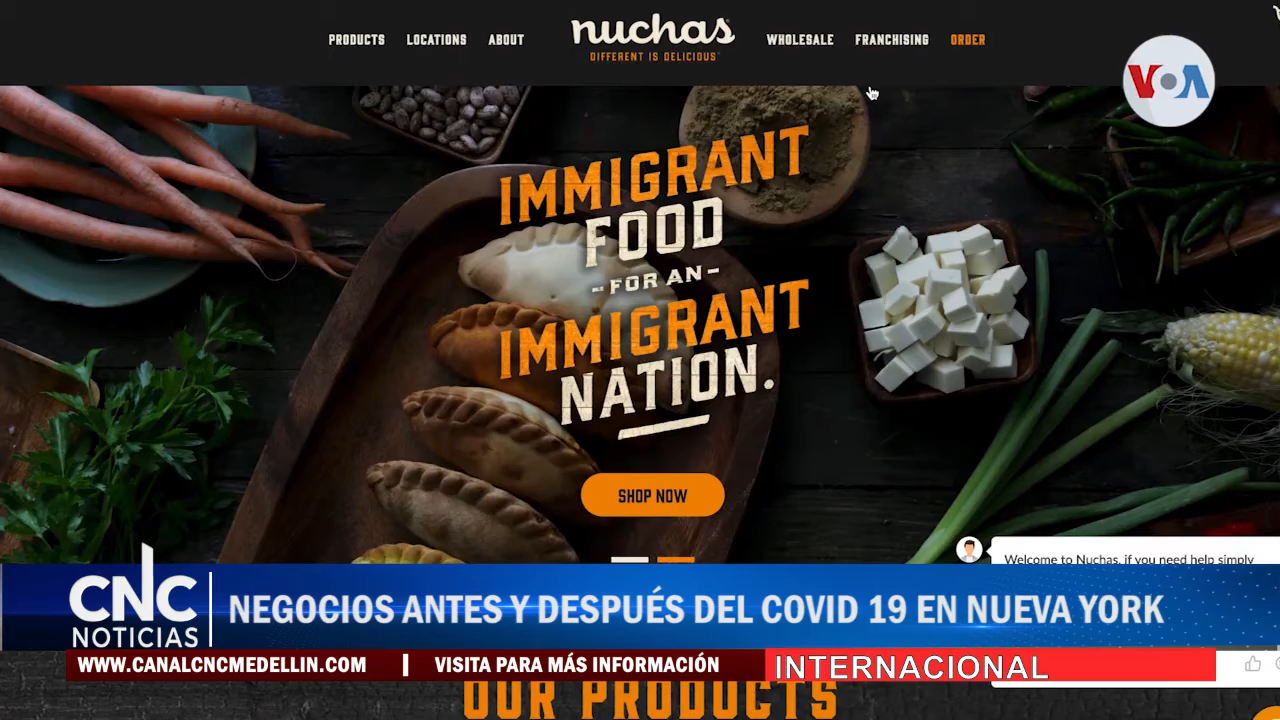 PRODUCTS LOCATIONS ABOUT
nuchas
DIFFERENT IS DELICIOUS
WHOLESALE FRANCHISING ORDER
VOA
IMMIGRANT
FOOD
- FOR AN -
IMMIGRANT
NATION.
SHOP NOW
Welcome to Nuchas, if you need help simply
CNC
NOTICIAS
NEGOCIOS ANTES Y DESPUÉS DEL COVID 19 EN NUEVA YORK
WWW.CANALCNCMEDELLIN.COM | VISITA PARA MÁS INFORMACIÓN
INTERNACIONAL
OUR PRODUCTS